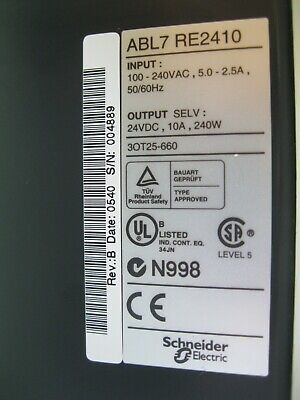 ABL7 RE2410
INPUT :
100 - 240VAC , 5.0 - 2.5A ,
50/60Hz
OUTPUT SELV :
24VDC , 10A , 240W
3OT25-660
TÜV
Rheinland
Product Safety
BAUART
GEPRÜFT
TYPE
APPROVED
UL
B
LISTED
IND. CONT. EQ.
34JN
LEVEL 5
N998
CE
Schneider
Electric
Rev.:B Date: 0540 S/N: 004889